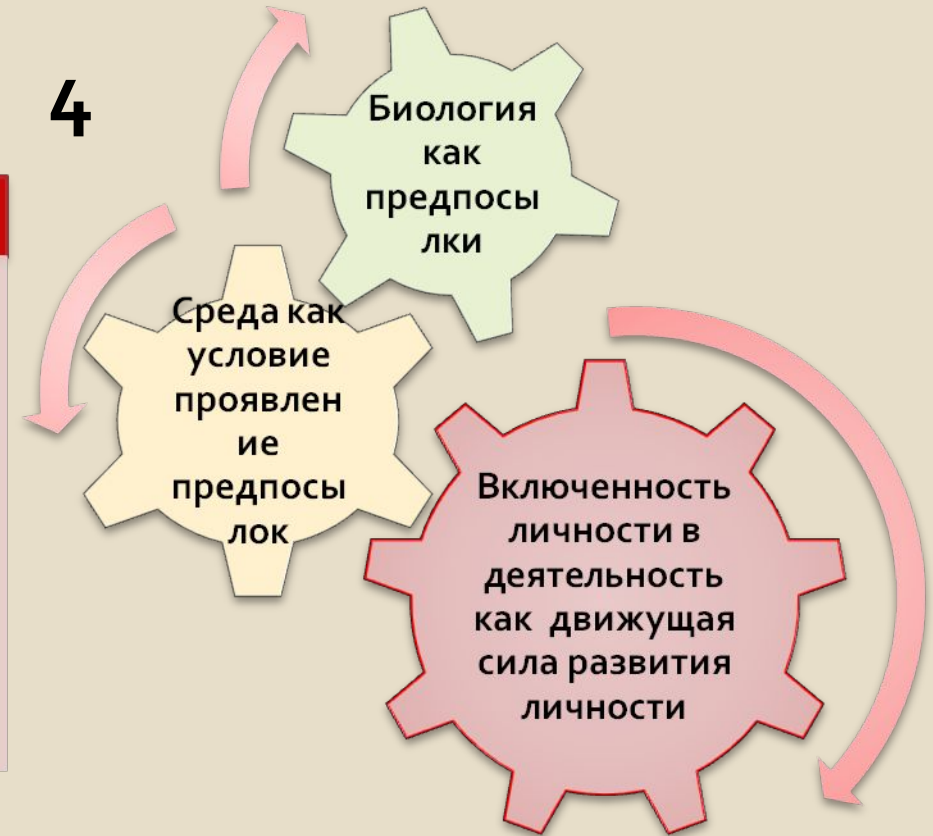 4
Биология
как
предпосы
лки
Среда как
условие
проявлен
ие
предпосы
лок
Включенность
личности в
деятельность
как движущая
сила развития
личности